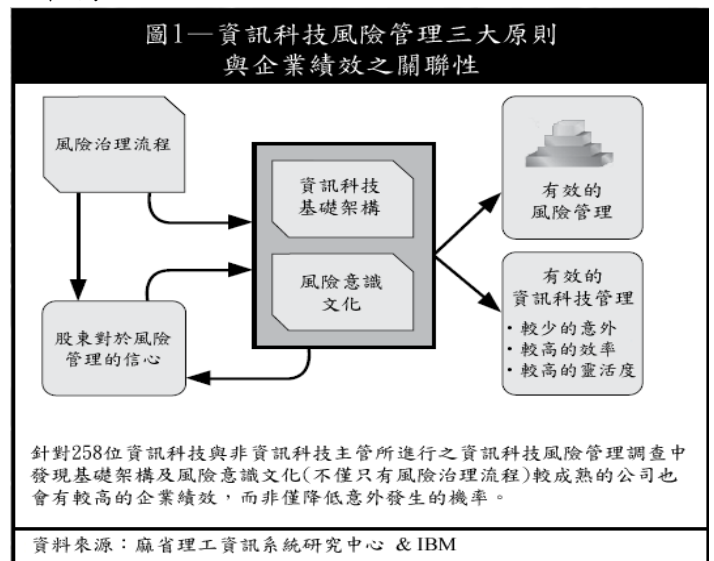 圖1—資訊科技風險管理三大原則
與企業績效之關聯性
風險治理流程
資訊科技
基礎架構
有效的
風險管理
風險意識
文化
有效的
資訊科技管理
・較少的意外
・較高的效率
・較高的靈活度
股東對於風險
管理的信心
針對258位資訊科技與非資訊科技主管所進行之資訊科技風險管理調查中
發現基礎架構及風險意識文化(不僅只有風險治理流程)較成熟的公司也
會有較高的企業績效，而非僅降低意外發生的機率。
資料來源：麻省理工資訊系統研究中心 & IBM